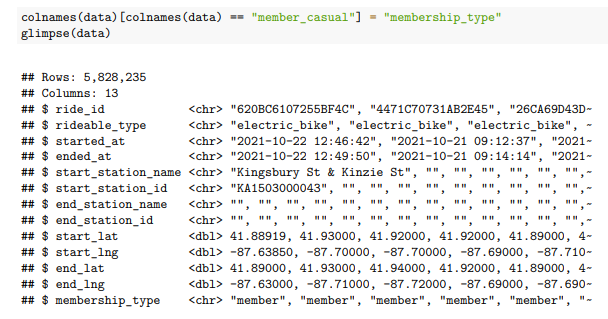 colnames(data)[colnames(data) == "member_casual"] = "membership_type"
glimpse(data)
## Rows: 5,828,235
## Columns: 13
## $ ride_id            <chr> "620BC6107255BF4C", "4471C70731AB2E45", "26CA69D43D~
## $ rideable_type      <chr> "electric_bike", "electric_bike", "electric_bike", ~
## $ started_at         <chr> "2021-10-22 12:46:42", "2021-10-21 09:12:37", "2021~
## $ ended_at           <chr> "2021-10-22 12:49:50", "2021-10-21 09:14:14", "2021~
## $ start_station_name <chr> "Kingsbury St & Kinzie St", "", "", "", "", "", "",~
## $ start_station_id   <chr> "KA1503000043", "", "", "", "", "", "", "", "", "",~
## $ end_station_name   <chr> "", "", "", "", "", "", "", "", "", "", "", "", "",~
## $ end_station_id     <chr> "", "", "", "", "", "", "", "", "", "", "", "", "",~
## $ start_lat          <dbl> 41.88919, 41.93000, 41.92000, 41.92000, 41.89000, 4~
## $ start_lng          <dbl> -87.63850, -87.70000, -87.70000, -87.69000, -87.710~
## $ end_lat            <dbl> 41.89000, 41.93000, 41.94000, 41.92000, 41.89000, 4~
## $ end_lng            <dbl> -87.63000, -87.71000, -87.72000, -87.69000, -87.690~
## $ membership_type    <chr> "member", "member", "member", "member", "member", "~